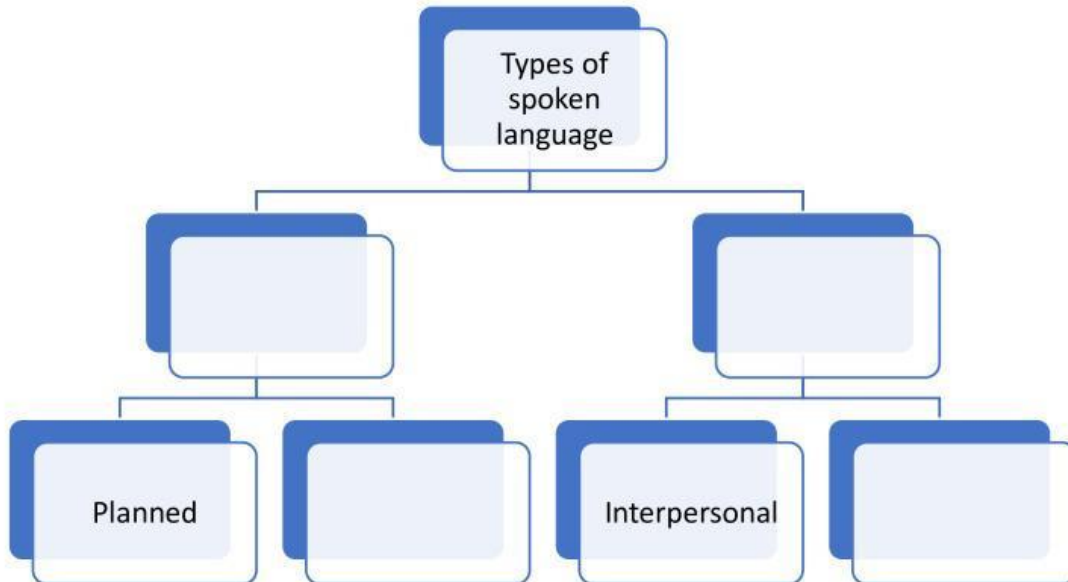 Types of
spoken
language
Planned
Interpersonal